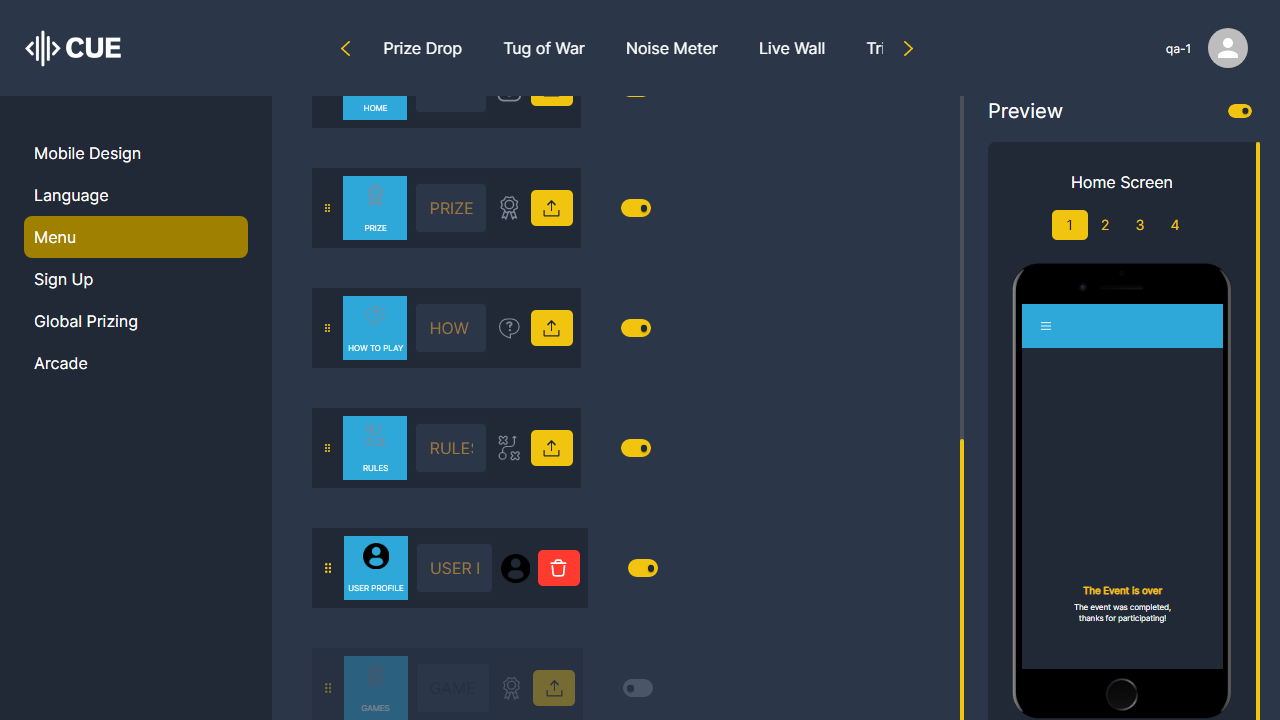 CUE
Prize Drop
Tug of War
Noise Meter
Live Wall
Tri
qa-1
Mobile Design
Language
Menu
Sign Up
Global Prizing
Arcade
HOME
PRIZE
PRIZE
HOW TO PLAY
HOW
RULES
RULES
USER PROFILE
USER I
GAMES
GAME
Preview
Home Screen
1 2 3 4
The Event is over
The event was completed,
thanks for participating!